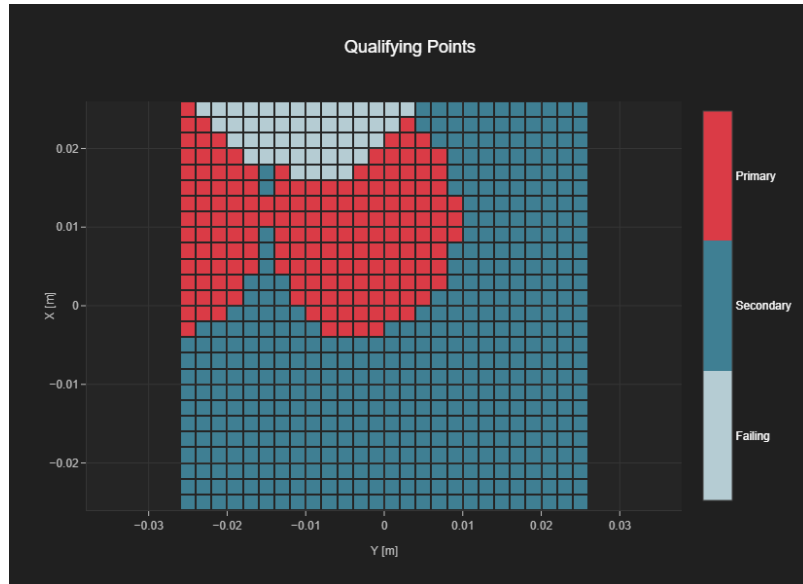 Qualifying Points
Primary
Secondary
Failing
0.02
0.01
0
−0.01
−0.02
X [m]
−0.03
−0.02
−0.01
0
0.01
0.02
0.03
Y [m]